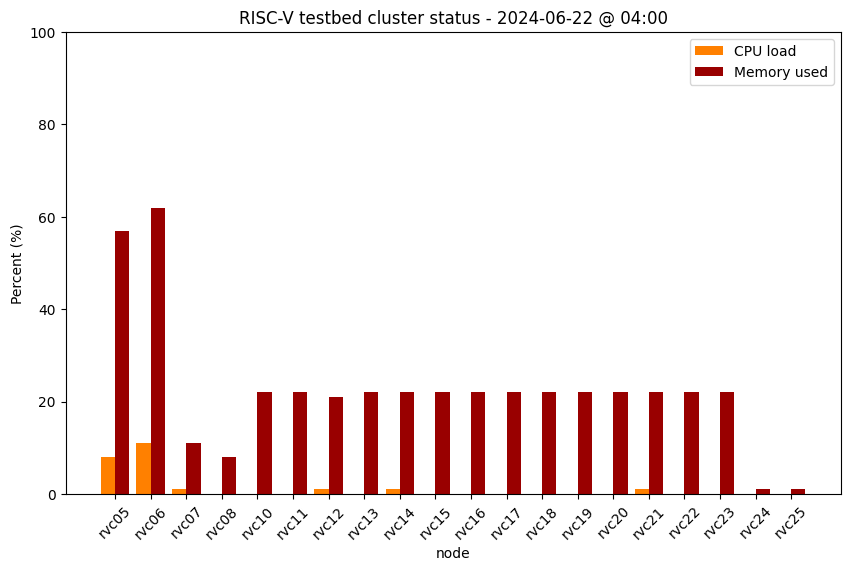 RISC-V testbed cluster status - 2024-06-22 @ 04:00
CPU load
Memory used
Percent (%)
100
80
60
40
20
0
rvc05
rvc06
rvc07
rvc08
rvc10
rvc11
rvc12
rvc13
rvc14
rvc15
rvc16
rvc17
rvc18
rvc19
rvc20
rvc21
rvc22
rvc23
rvc24
rvc25
node